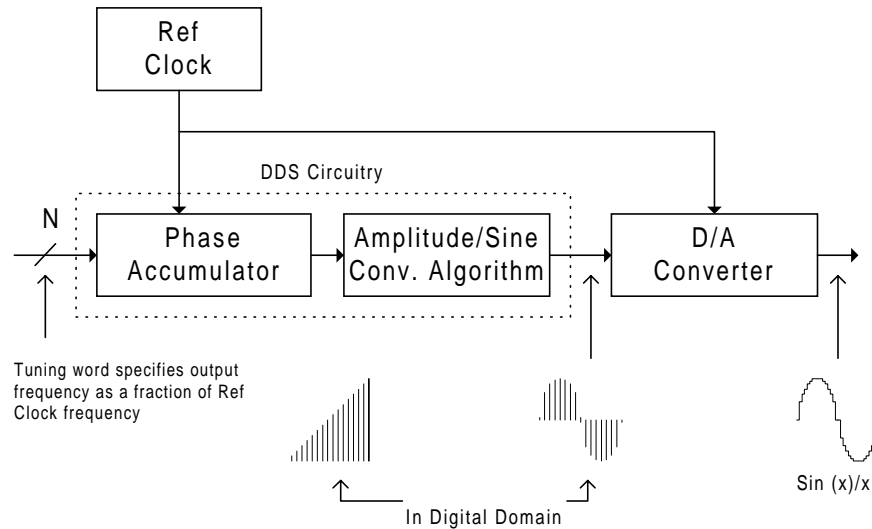 Ref
Clock
DDS Circuitry
N
Phase
Accumulator
Amplitude/Sine
Conv. Algorithm
D/A
Converter
Tuning word specifies output
frequency as a fraction of Ref
Clock frequency
Sin (x)/x
In Digital Domain